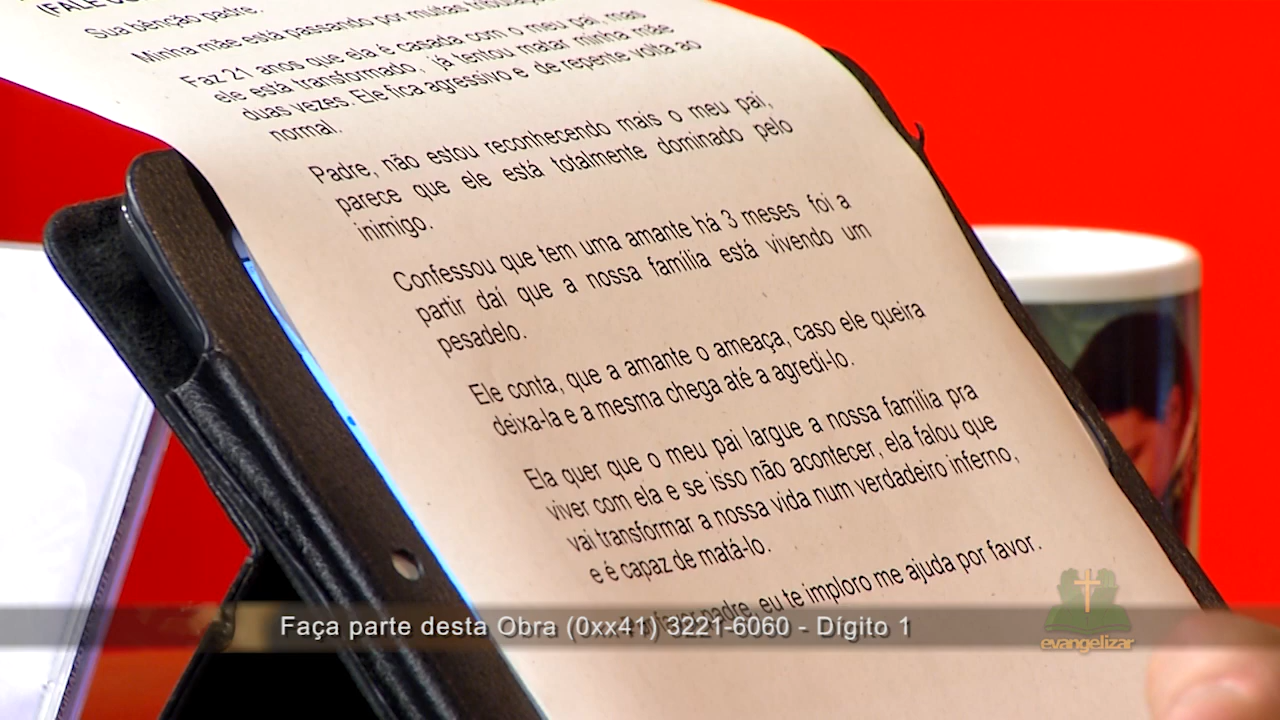 Sua bênção padre.
Minha mãe está passando por muitas
Faz 21 anos que ela é casada com o meu pai, mas
ele está transformado, já tentou matar minha mãe
duas vezes. Ele fica agressivo e de repente volta ao
normal.
Padre, não estou reconhecendo mais o meu pai,
parece que ele está totalmente dominado pelo
inimigo.
Confessou que tem uma amante há 3 meses foi a
partir daí que a nossa família está vivendo um
pesadelo.
Ele conta, que a amante o ameaça, caso ele queira
deixa-la e a mesma chega até a agredi-lo.
Ela quer que o meu pai largue a nossa família pra
viver com ela e se isso não acontecer, ela falou que
vai transformar a nossa vida num verdadeiro inferno,
e é capaz de matá-lo.
favor padre, eu te imploro me ajuda por favor.
Faça parte desta Obra (0xx41) 3221-6060 - Dígito 1
evangelizar